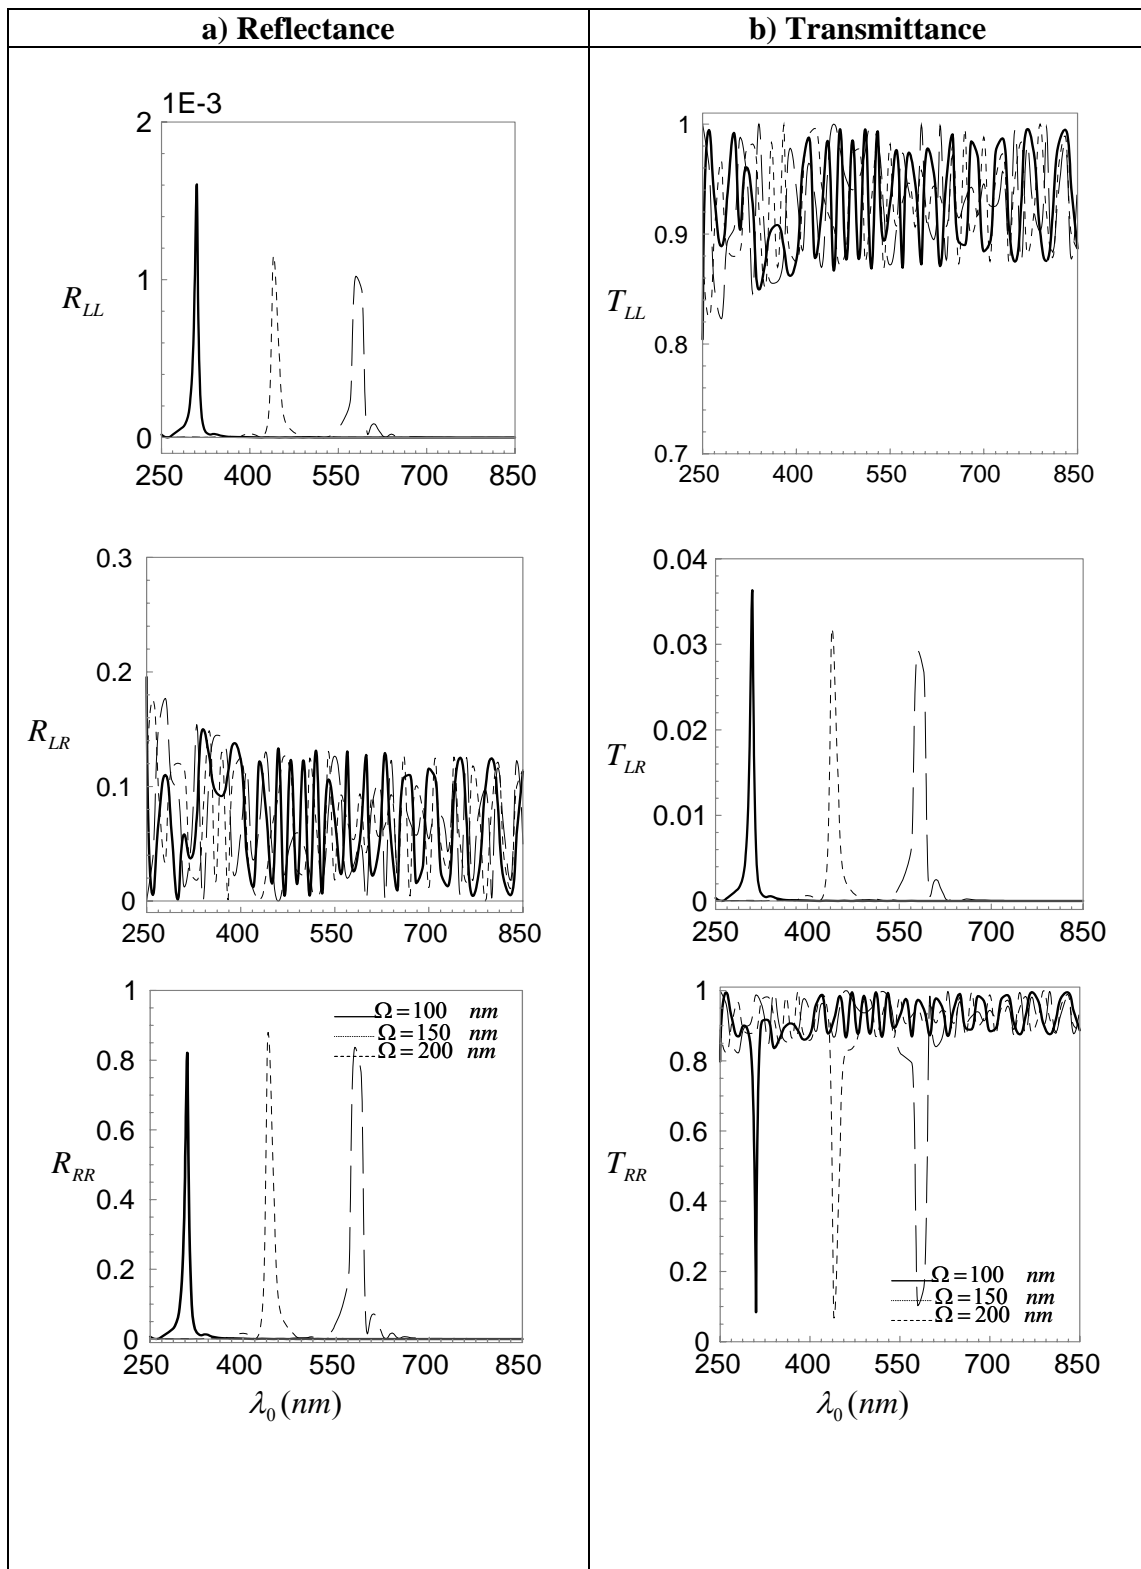 a) Reflectance
b) Transmittance
1E-3
2
1
0
R_LL
250 400 550 700 850
1
0.9
0.8
0.7
T_LL
250 400 550 700 850
0.3
0.2
0.1
0
R_LR
250 400 550 700 850
0.04
0.03
0.02
0.01
0
T_LR
250 400 550 700 850
1
0.8
0.6
0.4
0.2
0
R_RR
Ω = 100 nm
Ω = 150 nm
Ω = 200 nm
250 400 550 700 850
λ_0 (nm)
1
0.8
0.6
0.4
0.2
0
T_RR
Ω = 100 nm
Ω = 150 nm
Ω = 200 nm
250 400 550 700 850
λ_0 (nm)